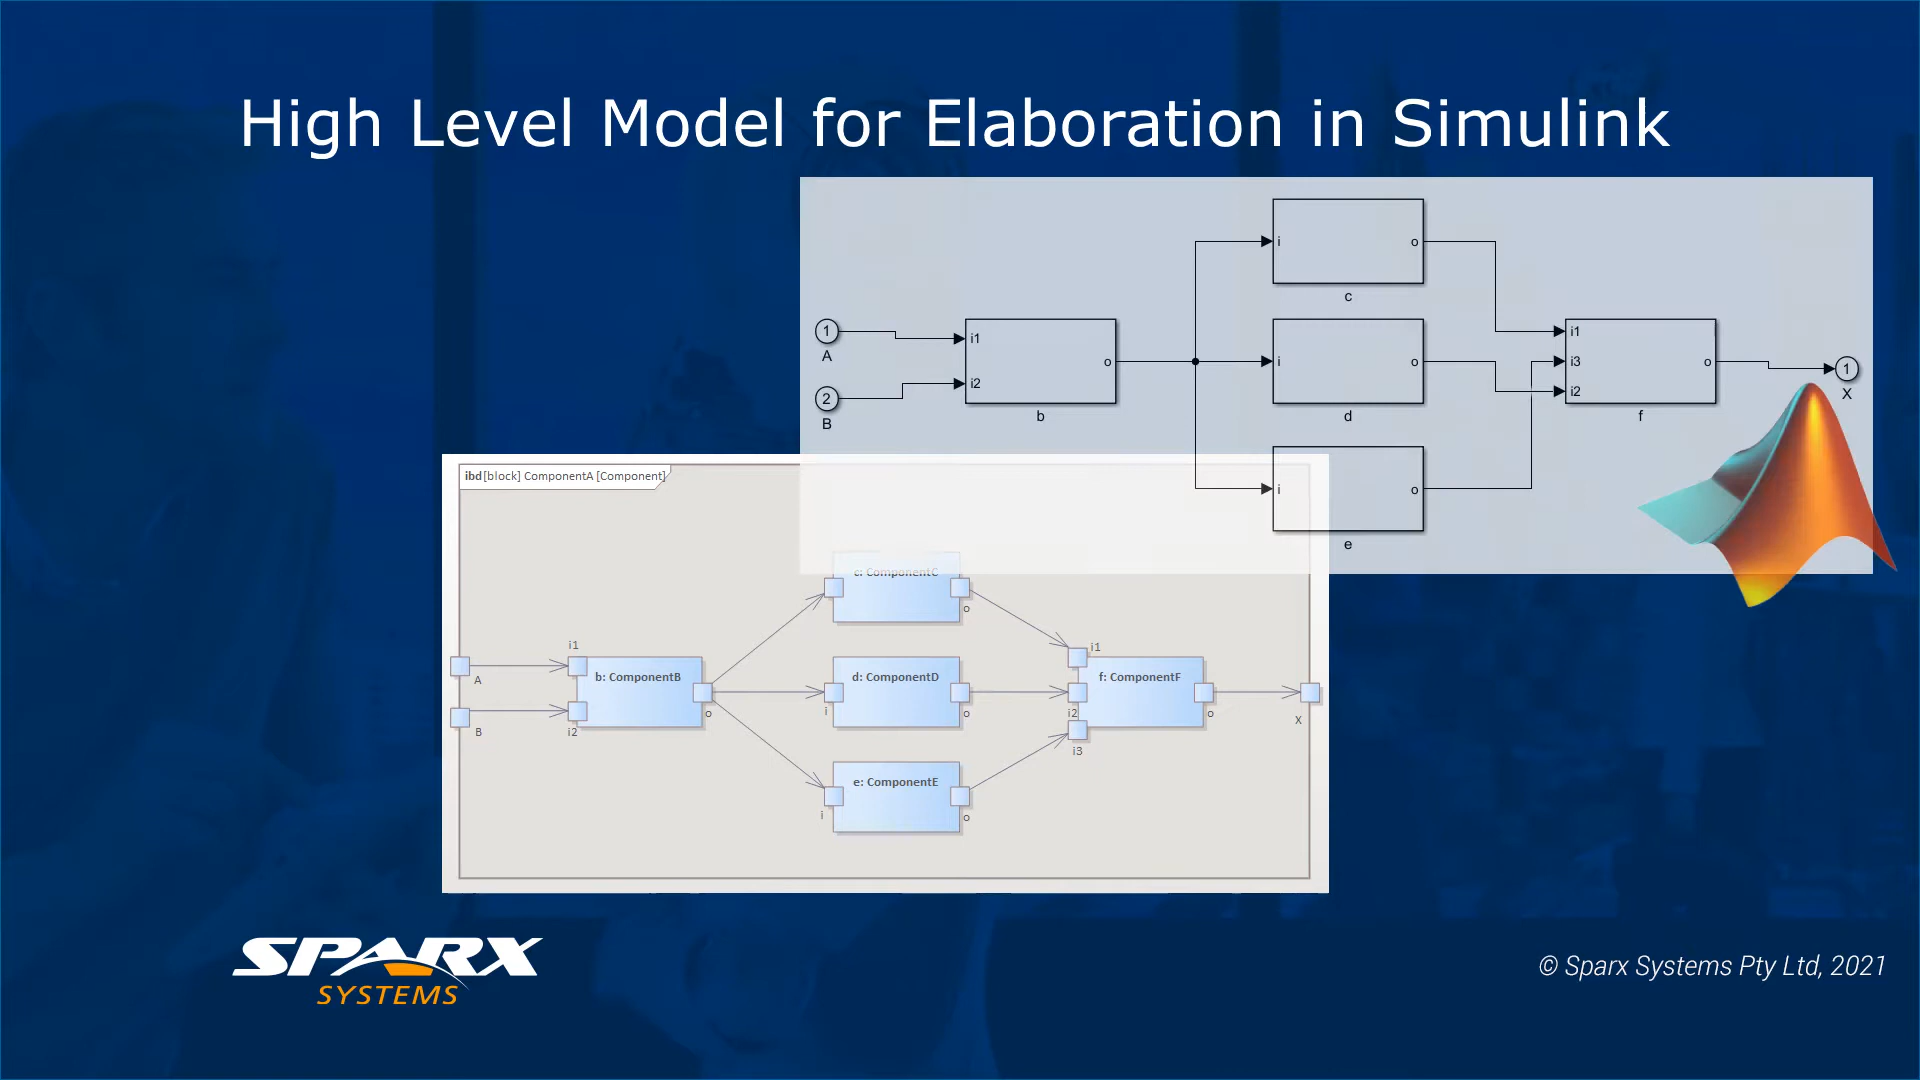 High Level Model for Elaboration in Simulink
i o
c
1 i1 i1
A o i o i3 o 1
2 i2 i2 X
B b d f
i o
e
ibd [block] ComponentA [Component]
c: ComponentC
o
i1 i1
A b: ComponentB d: ComponentD f: ComponentF
o i o i2 o X
B i2 i3
e: ComponentE
i o
SPARX
SYSTEMS
© Sparx Systems Pty Ltd, 2021